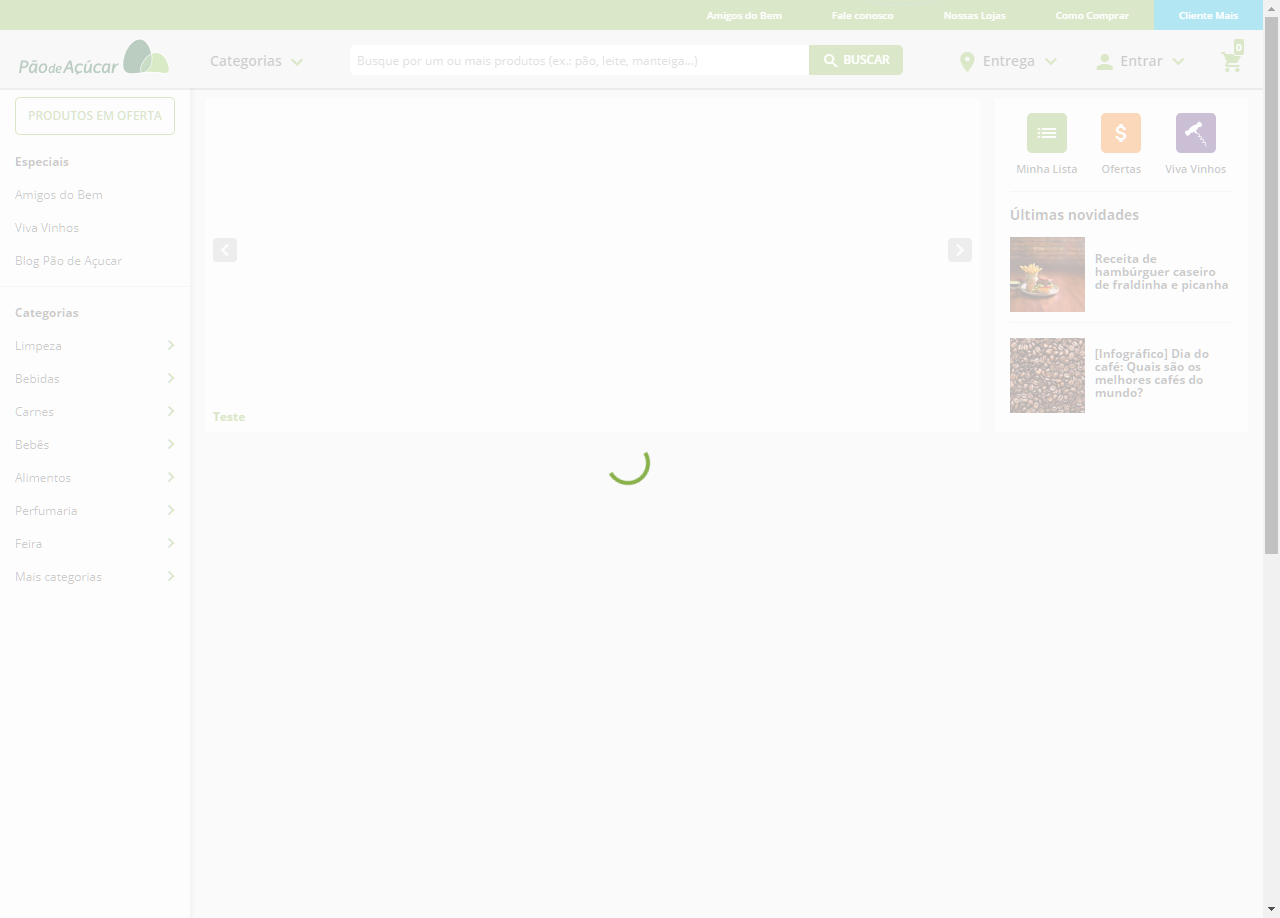 Amigos do Bem
Fale conosco
Nossas Lojas
Como Comprar
Cliente Mais
Pão de Açúcar
Categorias
Busque por um ou mais produtos (ex.: pão, leite, manteiga...)
BUSCAR
Entrega
Entrar
0
PRODUTOS EM OFERTA
Especiais
Amigos do Bem
Viva Vinhos
Blog Pão de Açucar
Categorias
Limpeza
Bebidas
Carnes
Bebês
Alimentos
Perfumaria
Feira
Mais categorias
Teste
Minha Lista
Ofertas
Viva Vinhos
Últimas novidades
Receita de
hambúrguer caseiro
de fraldinha e picanha
[Infográfico] Dia do
café: Quais são os
melhores cafés do
mundo?